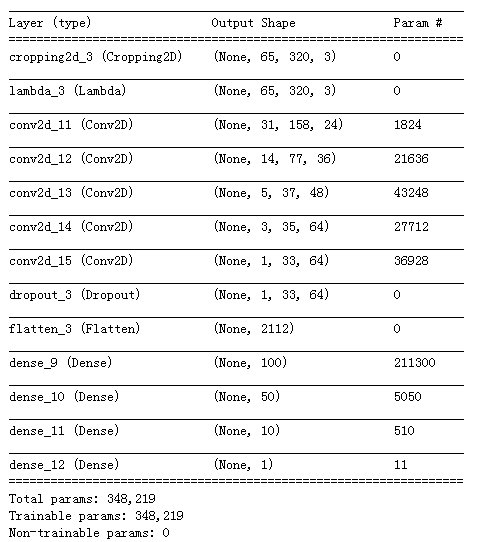 Layer (type) Output Shape Param #
=================================================================
cropping2d_3 (Cropping2D) (None, 65, 320, 3) 0
lambda_3 (Lambda) (None, 65, 320, 3) 0
conv2d_11 (Conv2D) (None, 31, 158, 24) 1824
conv2d_12 (Conv2D) (None, 14, 77, 36) 21636
conv2d_13 (Conv2D) (None, 5, 37, 48) 43248
conv2d_14 (Conv2D) (None, 3, 35, 64) 27712
conv2d_15 (Conv2D) (None, 1, 33, 64) 36928
dropout_3 (Dropout) (None, 1, 33, 64) 0
flatten_3 (Flatten) (None, 2112) 0
dense_9 (Dense) (None, 100) 211300
dense_10 (Dense) (None, 50) 5050
dense_11 (Dense) (None, 10) 510
dense_12 (Dense) (None, 1) 11
=================================================================
Total params: 348,219
Trainable params: 348,219
Non-trainable params: 0